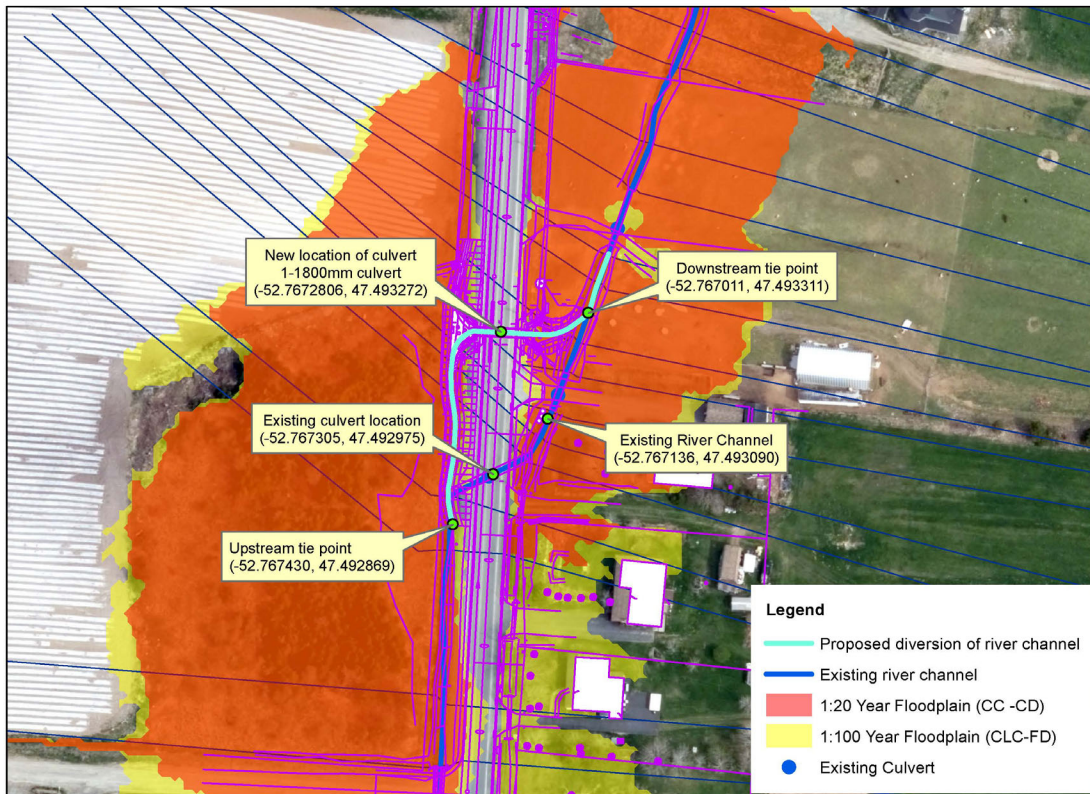 New location of culvert
1-1800mm culvert
(-52.7672806, 47.493272)
Downstream tie point
(-52.767011, 47.493311)
Existing culvert location
(-52.767305, 47.492975)
Existing River Channel
(-52.767136, 47.493090)
Upstream tie point
(-52.767430, 47.492869)
Legend
Proposed diversion of river channel
Existing river channel
1:20 Year Floodplain (CC -CD)
1:100 Year Floodplain (CLC-FD)
Existing Culvert